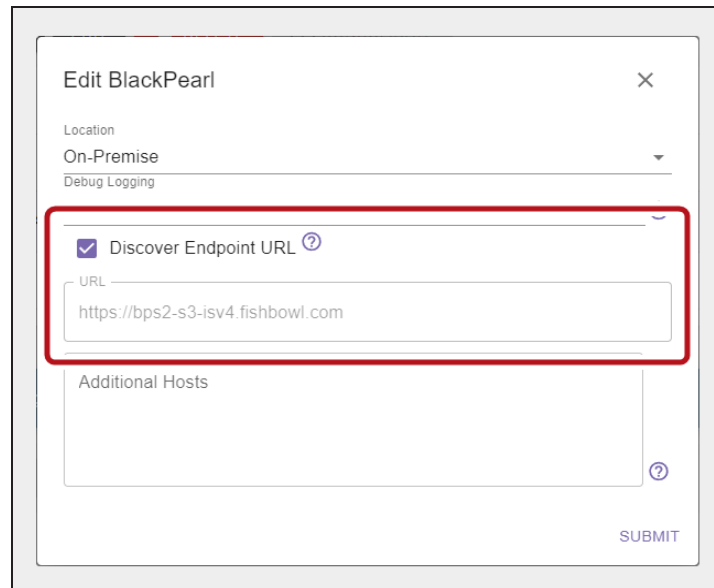 Edit BlackPearl
Location
On-Premise
Debug Logging
Discover Endpoint URL
URL
https://bps2-s3-isv4.fishbowl.com
Additional Hosts
SUBMIT